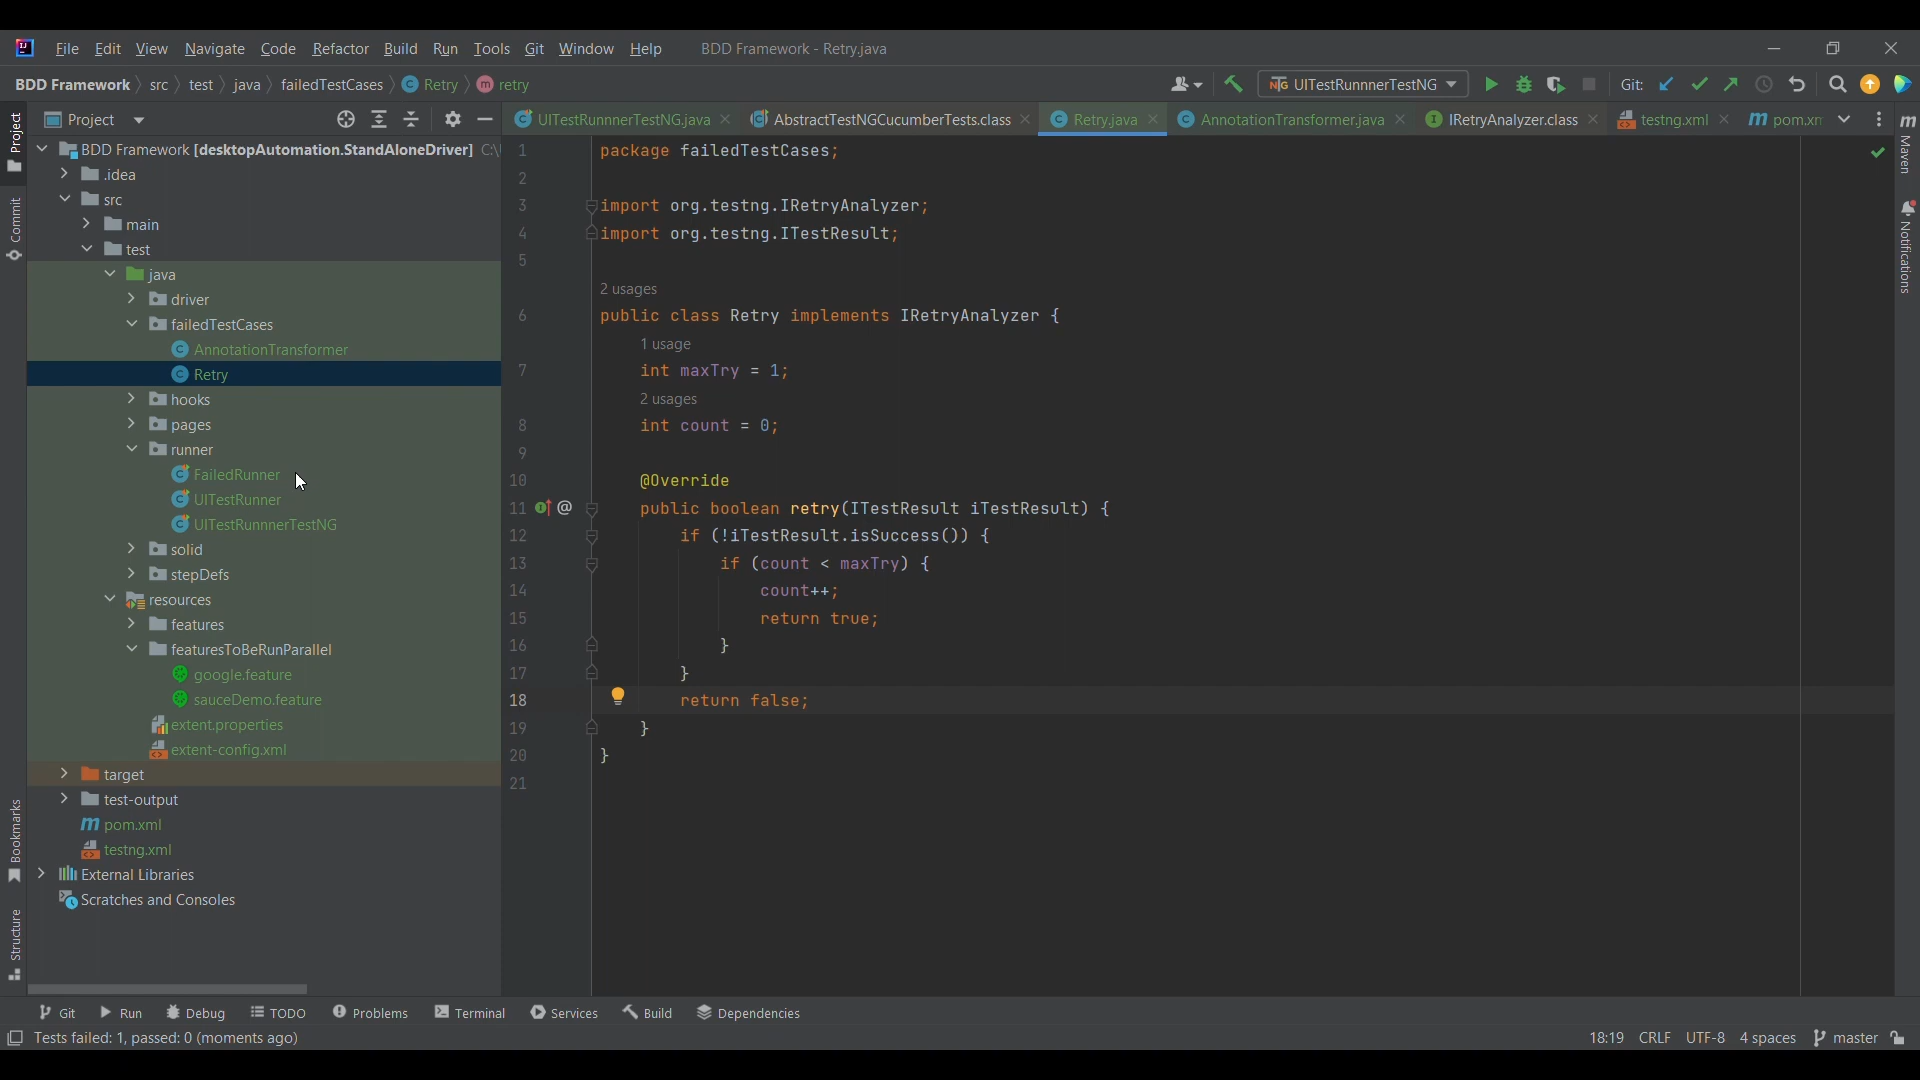 File Edit View Navigate Code Refactor Build Run Tools Git Window Help BDD Framework - Retry.java
BDD Framework src test java failedTestCases Retry retry UITestRunnnerTestNG Git:
Project
UITestRunnnerTestNG.java AbstractTestNGCucumberTests.class Retry.java AnnotationTransformer.java IRetryAnalyzer.class testng.xml pom.xn
Project
Commit
Bookmarks
Structure
BDD Framework [desktopAutomation.StandAloneDriver] C:\
.idea
src
main
test
java
driver
failedTestCases
AnnotationTransformer
Retry
hooks
pages
runner
FailedRunner
UITestRunner
UITestRunnnerTestNG
solid
stepDefs
resources
features
featuresToBeRunParallel
google.feature
sauceDemo.feature
extent.properties
extent-config.xml
target
test-output
pom.xml
testng.xml
External Libraries
Scratches and Consoles
1 package failedTestCases;
2
3 import org.testng.IRetryAnalyzer;
4 import org.testng.ITestResult;
5
2 usages
6 public class Retry implements IRetryAnalyzer {
1 usage
7 int maxTry = 1;
2 usages
8 int count = 0;
9
10 @Override
11 @ public boolean retry(ITestResult iTestResult) {
12 if (!iTestResult.isSuccess()) {
13 if (count < maxTry) {
14 count++;
15 return true;
16 }
17 }
18 return false;
19 }
20 }
21
Maven
Notifications
Git Run Debug TODO Problems Terminal Services Build Dependencies
Tests failed: 1, passed: 0 (moments ago) 18:19 CRLF UTF-8 4 spaces master